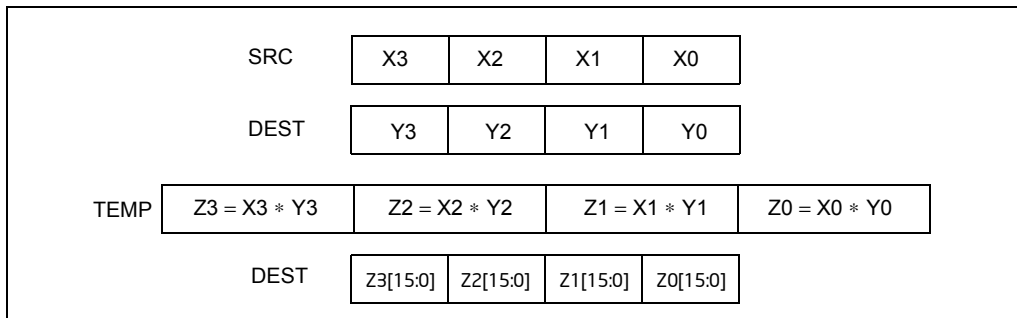 SRC X3 X2 X1 X0
DEST Y3 Y2 Y1 Y0
TEMP Z3 = X3 ∗ Y3 Z2 = X2 ∗ Y2 Z1 = X1 ∗ Y1 Z0 = X0 ∗ Y0
DEST Z3[15:0] Z2[15:0] Z1[15:0] Z0[15:0]